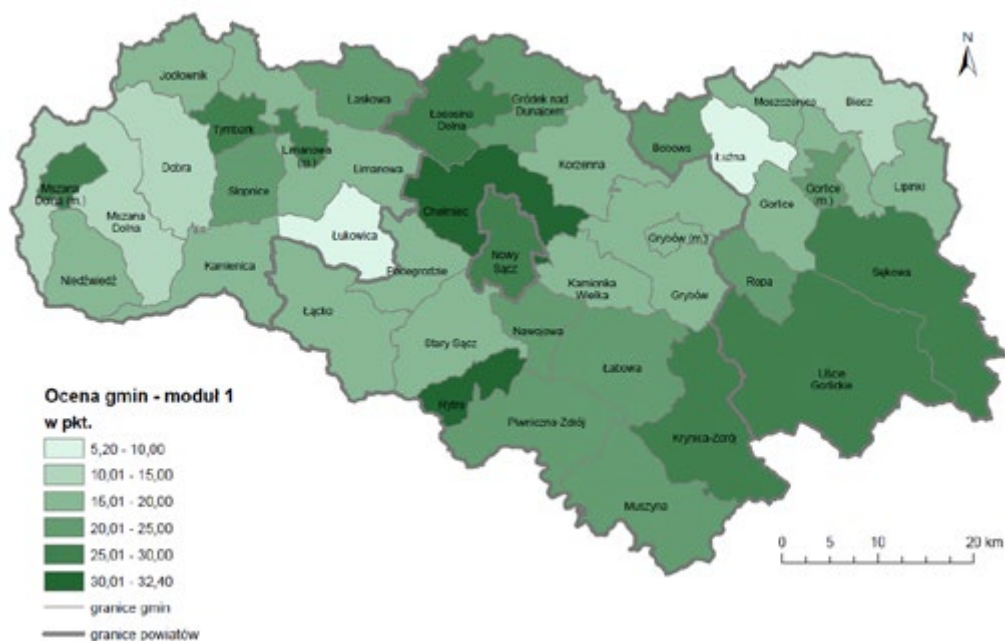 N
Jodłownik
Laskowa
Łososina
Dolna
Gródek nad
Dunajcem
Moszczenica
Biecz
Tymbark
Limanowa
(m.)
Bobowa
Łużna
Mszana
Dolna (m.)
Dobra
Słopnice
Limanowa
Korzenna
Gorlice
(m.)
Lipinki
Mszana
Dolna
Chełmiec
Gorlice
Łukowica
Grybów (m.)
Niedźwiedź
Kamienica
Podegrodzie
Nowy
Sącz
Kamionka
Wielka
Grybów
Ropa
Sękowa
Łącko
Stary Sącz
Nawojowa
Łabowa
Uście
Gorlickie
Rytro
Piwniczna-Zdrój
Krynica-Zdrój
Muszyna
Ocena gmin - moduł 1
w pkt.
5,20 - 10,00
10,01 - 15,00
15,01 - 20,00
20,01 - 25,00
25,01 - 30,00
30,01 - 32,40
granice gmin
granice powiatów
0 5 10 20 km